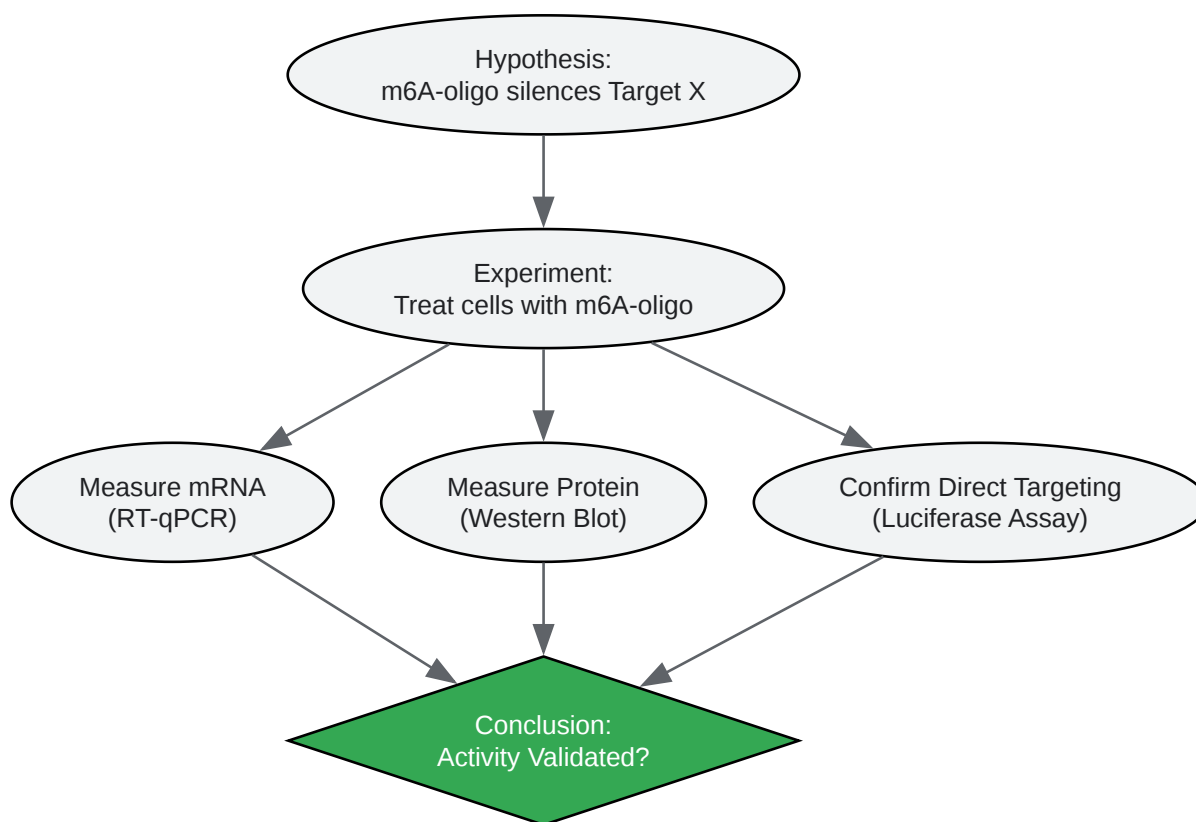 Hypothesis:
m6A-oligo silences Target X
Experiment:
Treat cells with m6A-oligo
Measure mRNA
(RT-qPCR)
Measure Protein
(Western Blot)
Confirm Direct Targeting
(Luciferase Assay)
Conclusion:
Activity Validated?